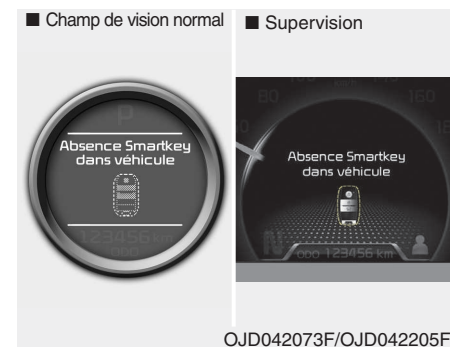 ■ Champ de vision normal
■ Supervision
P
Absence Smartkey
dans véhicule
123456 km
000
80
160
Absence Smartkey
dans véhicule
N
000 123456 km
OJD042073F/OJD042205F